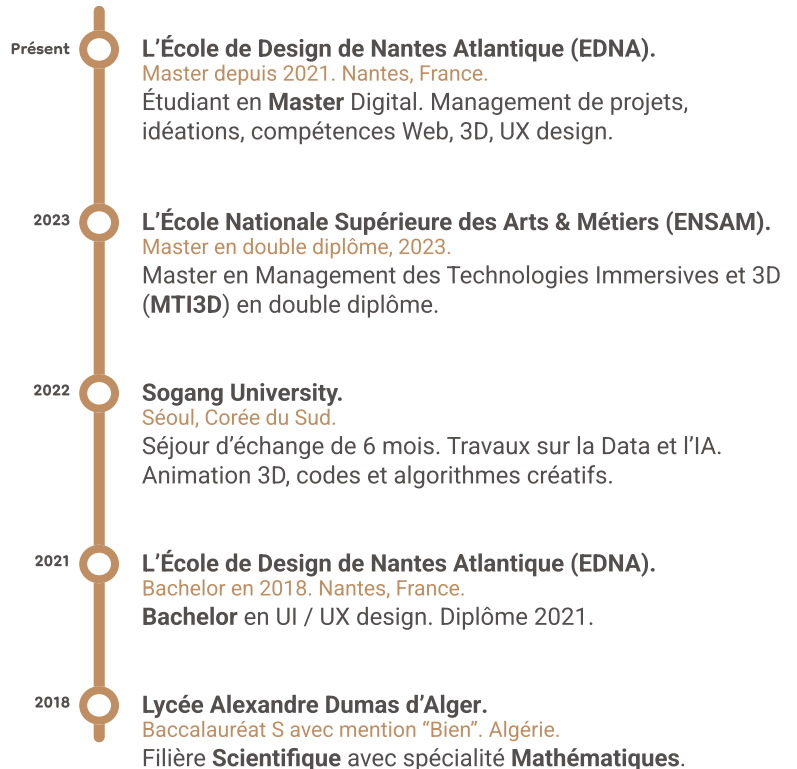 Présent
L’École de Design de Nantes Atlantique (EDNA).
Master depuis 2021. Nantes, France.
Étudiant en Master Digital. Management de projets,
idéations, compétences Web, 3D, UX design.
2023
L’École Nationale Supérieure des Arts & Métiers (ENSAM).
Master en double diplôme, 2023.
Master en Management des Technologies Immersives et 3D
(MTI3D) en double diplôme.
2022
Sogang University.
Séoul, Corée du Sud.
Séjour d’échange de 6 mois. Travaux sur la Data et l’IA.
Animation 3D, codes et algorithmes créatifs.
2021
L’École de Design de Nantes Atlantique (EDNA).
Bachelor en 2018. Nantes, France.
Bachelor en UI / UX design. Diplôme 2021.
2018
Lycée Alexandre Dumas d’Alger.
Baccalauréat S avec mention “Bien”. Algérie.
Filière Scientifique avec spécialité Mathématiques.